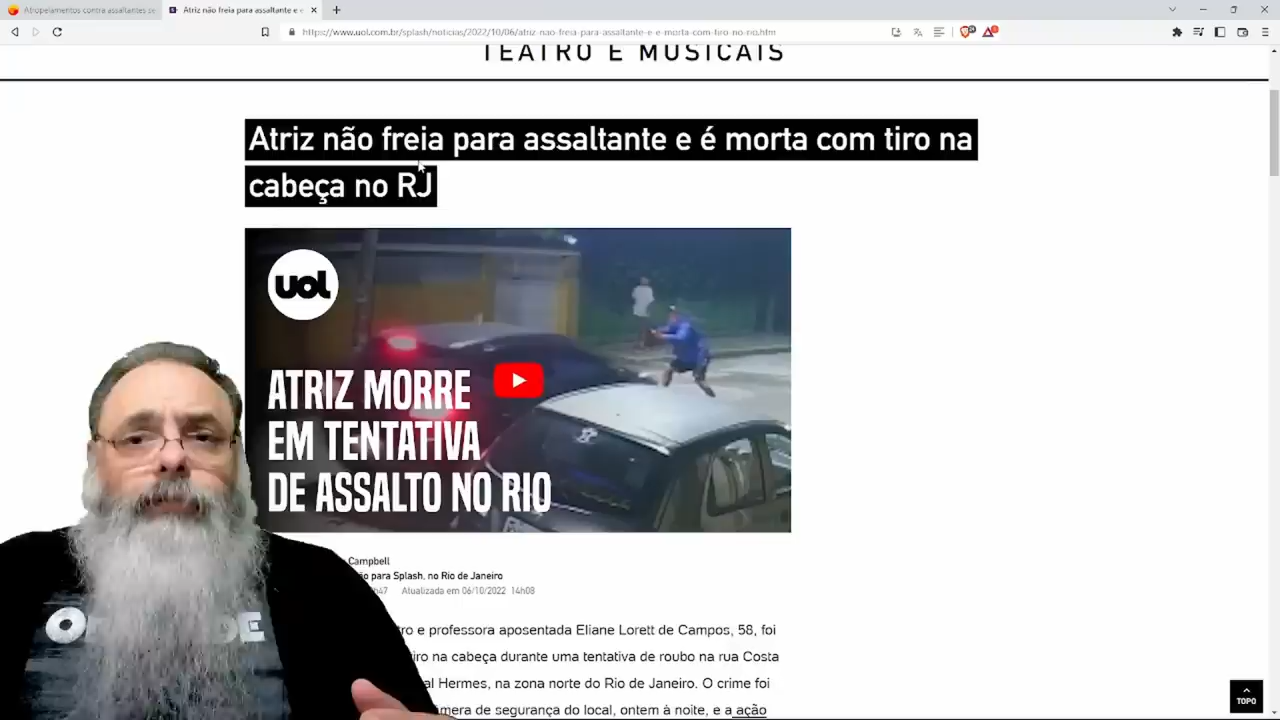 Atropelamentos contra assaltantes se
Atriz não freia para assaltante e e
https://www.uol.com.br/splash/noticias/2022/10/06/atriz-nao-freia-para-assaltante-e-e-morta-com-tiro-no-rio.htm
TEATRO E MUSICAIS
Atriz não freia para assaltante e é morta com tiro na
cabeça no RJ
uol
ATRIZ MORRE
EM TENTATIVA
DE ASSALTO NO RIO
Campbell
para Splash, no Rio de Janeiro
Atualizada em 06/10/2022 14h08
e professora aposentada Eliane Lorett de Campos, 58, foi
na cabeça durante uma tentativa de roubo na rua Costa
Hermes, na zona norte do Rio de Janeiro. O crime foi
de segurança do local, ontem à noite, e a ação
TOPO